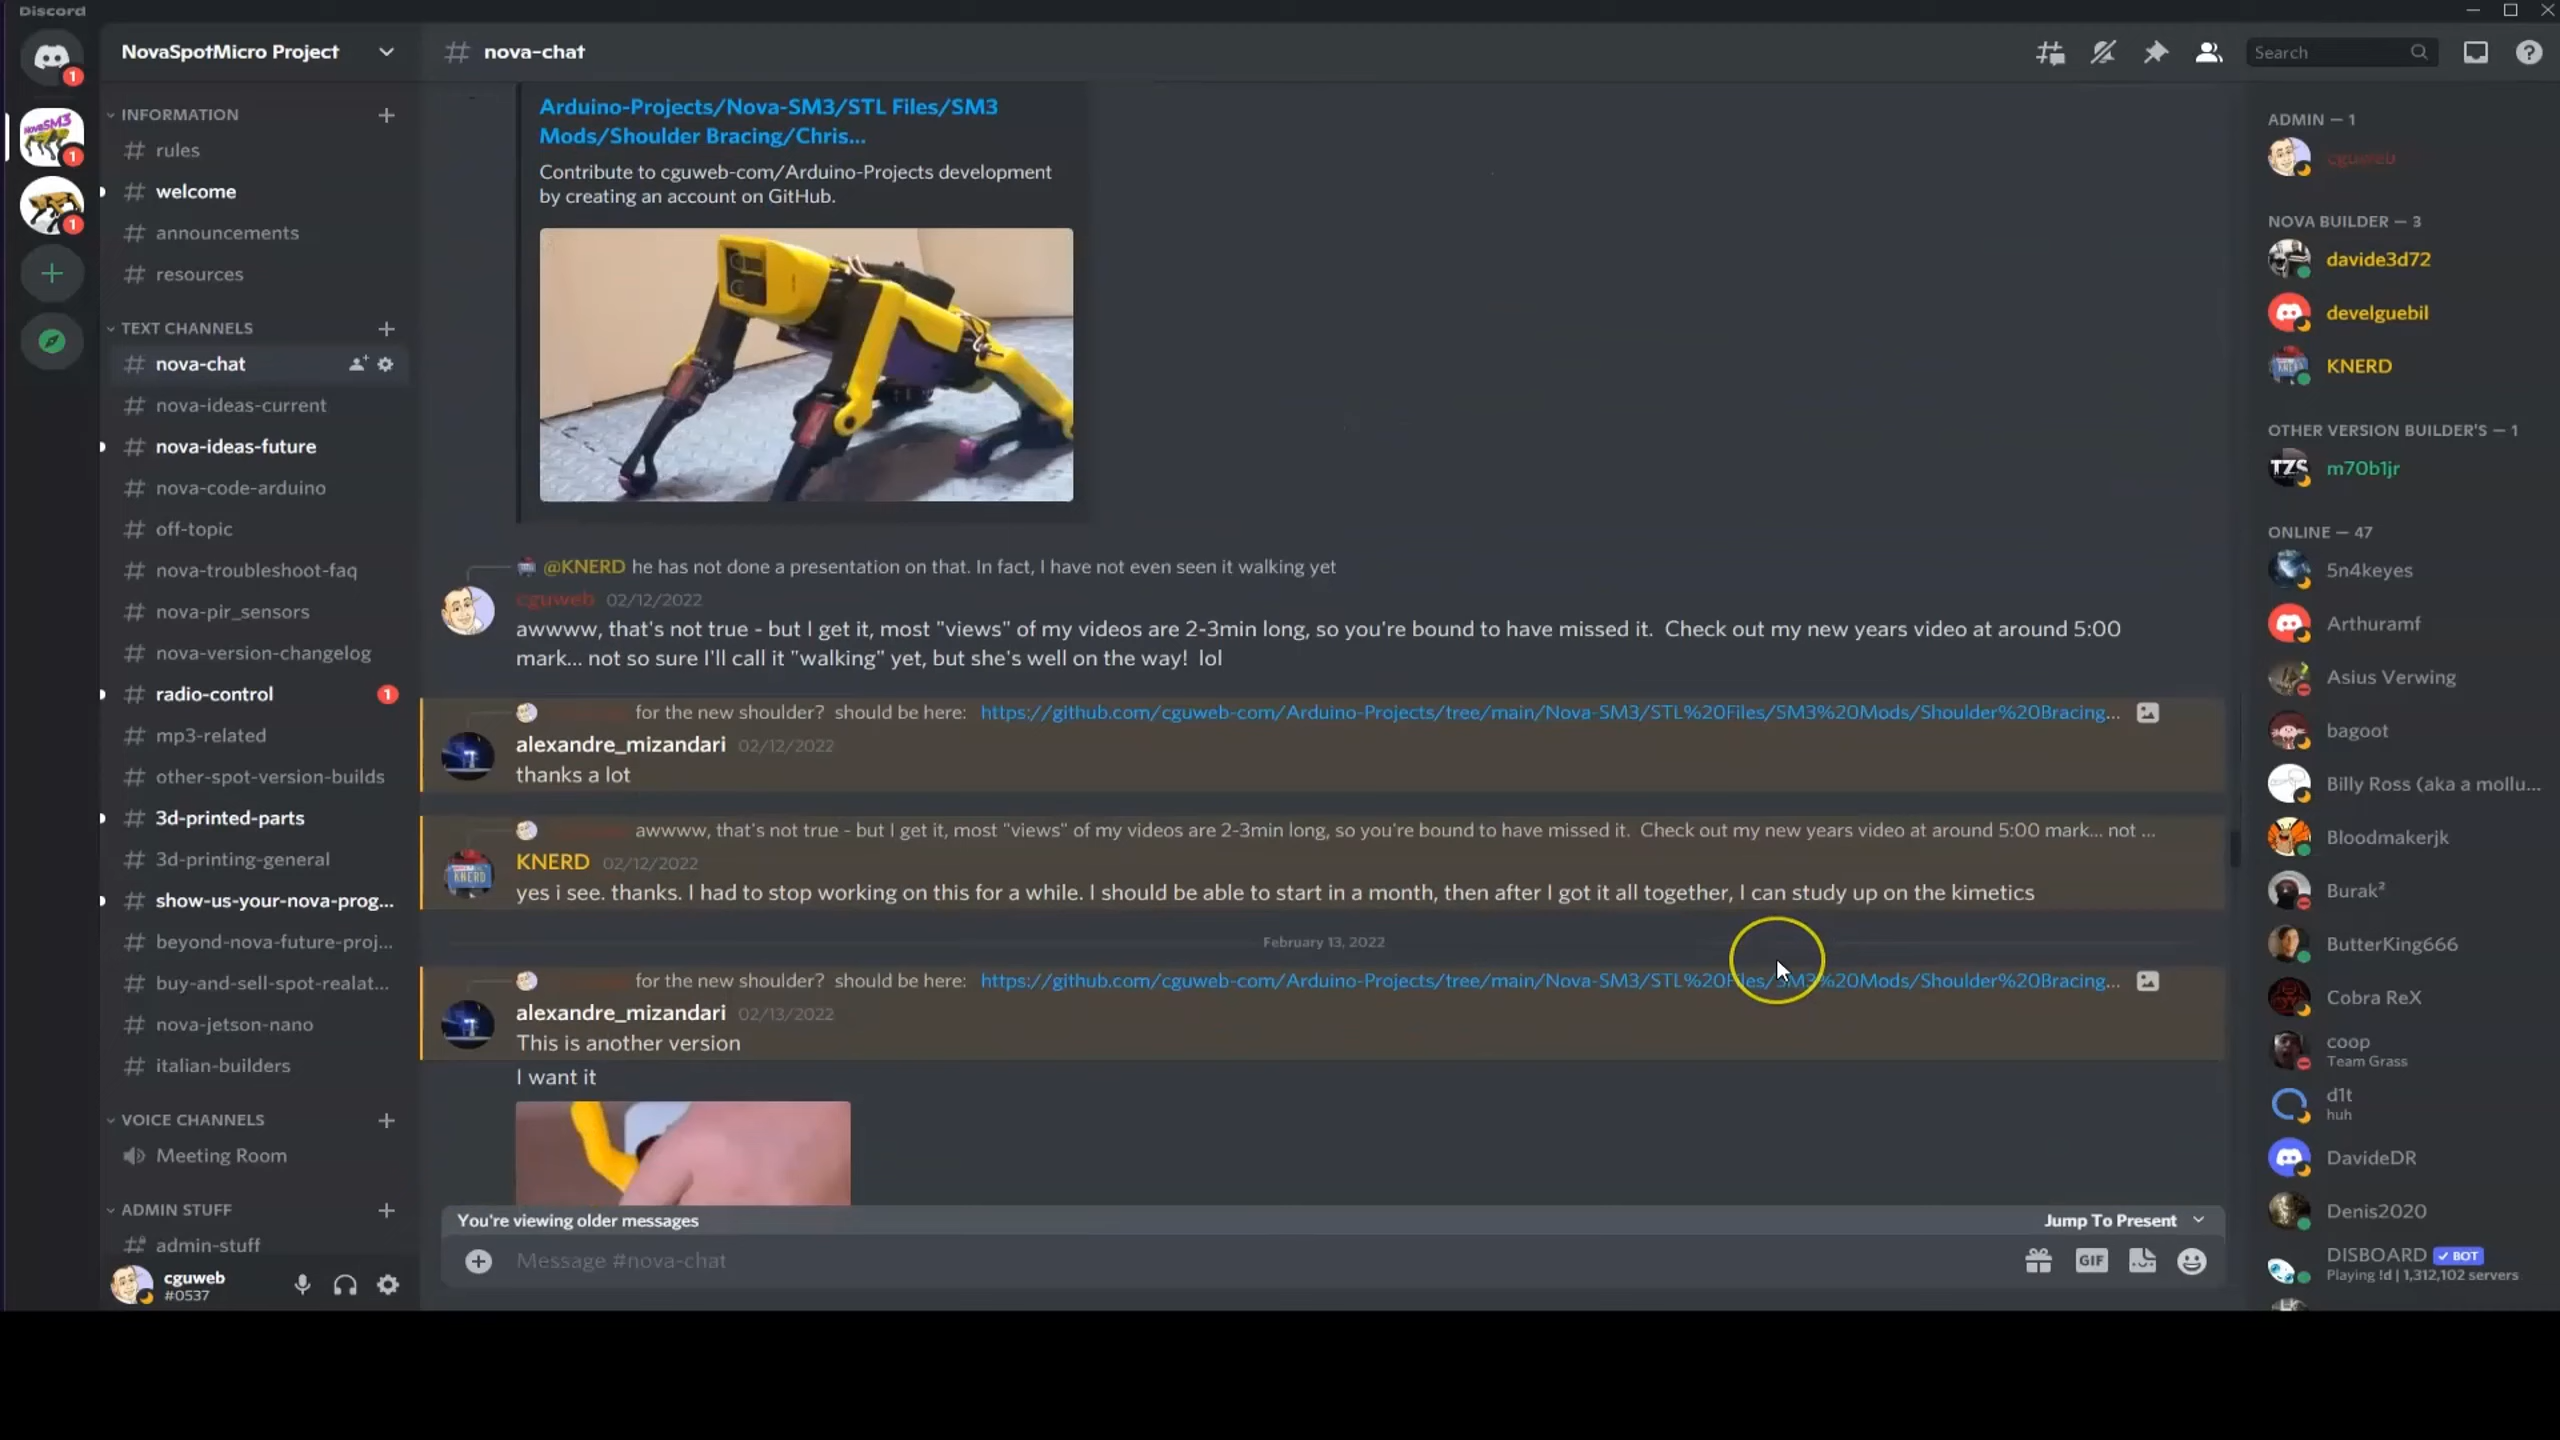 Discord
NovaSpotMicro Project
nova-chat
Search
INFORMATION
rules
welcome
announcements
resources
TEXT CHANNELS
nova-chat
nova-ideas-current
nova-ideas-future
nova-code-arduino
off-topic
nova-troubleshoot-faq
nova-pir_sensors
nova-version-changelog
radio-control 1
mp3-related
other-spot-version-builds
3d-printed-parts
3d-printing-general
show-us-your-nova-prog...
beyond-nova-future-proj...
buy-and-sell-spot-realat...
nova-jetson-nano
italian-builders
VOICE CHANNELS
Meeting Room
ADMIN STUFF
admin-stuff
cguweb
#0537
1
NovaSM3
1
1
Arduino-Projects/Nova-SM3/STL Files/SM3
Mods/Shoulder Bracing/Chris...
Contribute to cguweb-com/Arduino-Projects development
by creating an account on GitHub.
@KNERD he has not done a presentation on that. In fact, I have not even seen it walking yet
cguweb 02/12/2022
awwww, that's not true - but I get it, most "views" of my videos are 2-3min long, so you're bound to have missed it. Check out my new years video at around 5:00
mark... not so sure I'll call it "walking" yet, but she's well on the way! lol
for the new shoulder? should be here: https://github.com/cguweb-com/Arduino-Projects/tree/main/Nova-SM3/STL%20Files/SM3%20Mods/Shoulder%20Bracing...
alexandre_mizandari 02/12/2022
thanks a lot
awwww, that's not true - but I get it, most "views" of my videos are 2-3min long, so you're bound to have missed it. Check out my new years video at around 5:00 mark... not ...
KNERD 02/12/2022
KNERD
yes i see. thanks. I had to stop working on this for a while. I should be able to start in a month, then after I got it all together, I can study up on the kimetics
February 13, 2022
for the new shoulder? should be here: https://github.com/cguweb-com/Arduino-Projects/tree/main/Nova-SM3/STL%20Files/SM3%20Mods/Shoulder%20Bracing...
alexandre_mizandari 02/13/2022
This is another version
I want it
You're viewing older messages
Jump To Present
Message #nova-chat
GIF
ADMIN — 1
cguweb
NOVA BUILDER — 3
davide3d72
develguebil
KNERD
OTHER VERSION BUILDER'S — 1
TZS
m70b1jr
ONLINE — 47
5n4keyes
Arthuramf
Asius Verwing
bagoot
Billy Ross (aka a mollu...
Bloodmakerjk
Burak²
ButterKing666
Cobra ReX
coop
Team Grass
d1t
huh
DavideDR
Denis2020
DISBOARD ✓ BOT
Playing !d | 1,312,102 servers